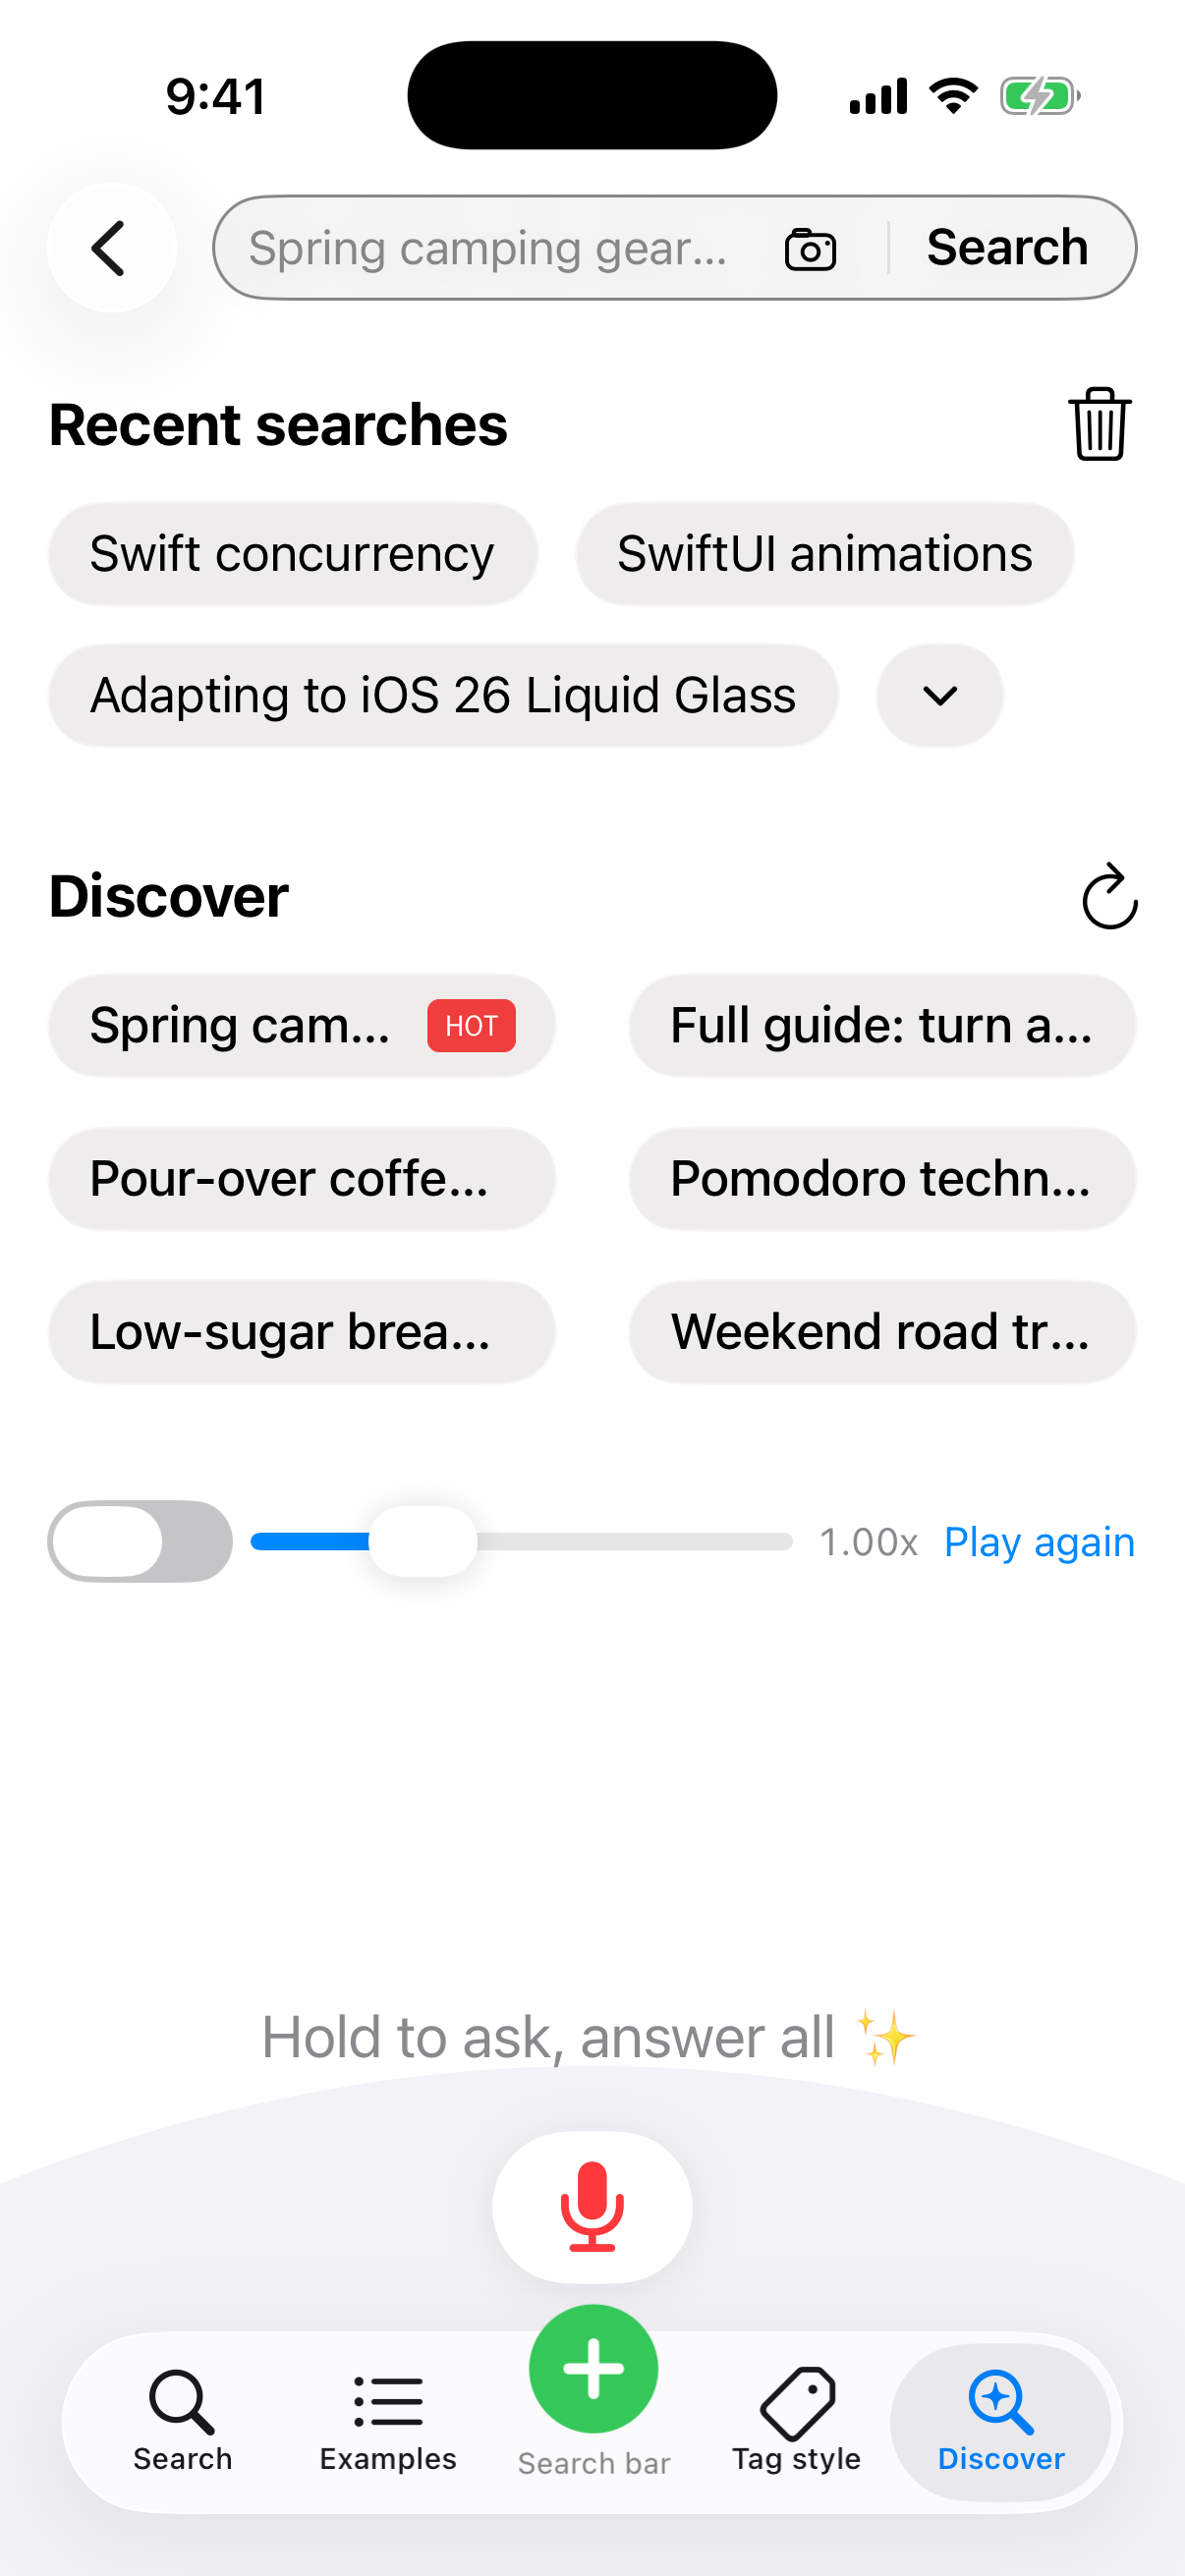 9:41
Spring camping gear...
Search
Recent searches
Swift concurrency
SwiftUI animations
Adapting to iOS 26 Liquid Glass
Discover
Spring cam...
HOT
Full guide: turn a...
Pour-over coffe...
Pomodoro techn...
Low-sugar brea...
Weekend road tr...
1.00x
Play again
Hold to ask, answer all ✨
Search
Examples
Search bar
Tag style
Discover